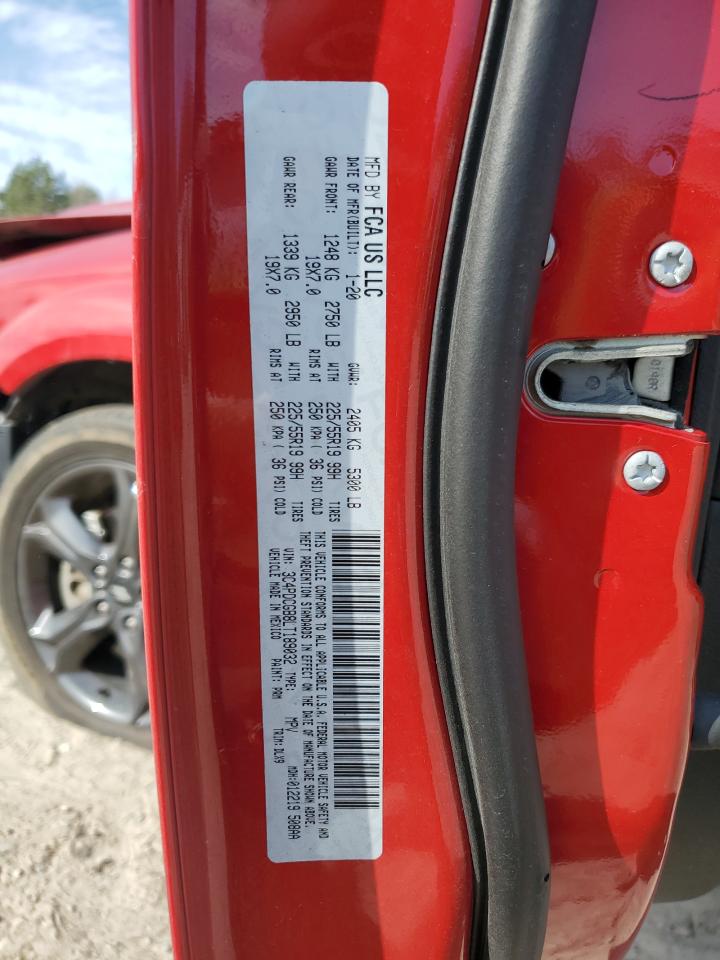 MFD BY FCA US LLC
DATE OF MFR(BUILT): 1-20 GVWR: 2405 KG 5300 LB
GAWR FRONT: 1248 KG 2750 LB WITH 225/55R19 99H TIRES
19X7.0 RIMS AT 250 KPA ( 36 PSI) COLD
GAWR REAR: 1339 KG 2950 LB WITH 225/55R19 99H TIRES
19X7.0 RIMS AT 250 KPA ( 36 PSI) COLD
THIS VEHICLE CONFORMS TO ALL APPLICABLE U.S.A. FEDERAL MOTOR VEHICLE SAFETY AND
THEFT PREVENTION STANDARDS IN EFFECT ON THE DATE OF MANUFACTURE SHOWN ABOVE.
VIN: 3C4PDCGB8LT189032 TYPE: MPV MDH:012219 508AA
VEHICLE MADE IN MEXICO PAINT: PRM TRIM: DLX9